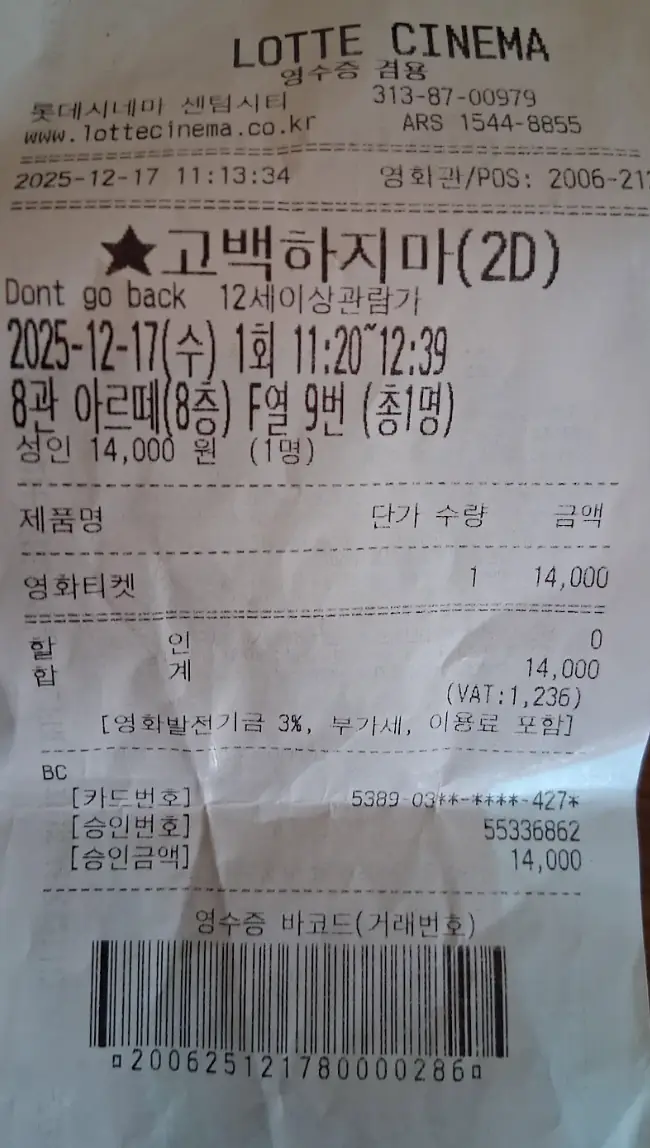 LOTTE CINEMA
영수증 겸용
롯데시네마 센텀시티 313-87-00979
www.lottecinema.co.kr ARS 1544-8855
2025-12-17 11:13:34 영화관/POS: 2006-217
★고백하지마(2D)
Dont go back 12세이상관람가
2025-12-17(수) 1회 11:20~12:39
8관 아르떼(8층) F열 9번 (총1명)
성인 14,000 원 (1명)
제품명 단가 수량 금액
영화티켓 1 14,000
할 인 0
합 계 14,000
(VAT:1,236)
[영화발전기금 3%, 부가세, 이용료 포함]
BC
[카드번호] 5389-03**-****-427*
[승인번호] 55336862
[승인금액] 14,000
영수증 바코드(거래번호)
¤200625121780000286¤